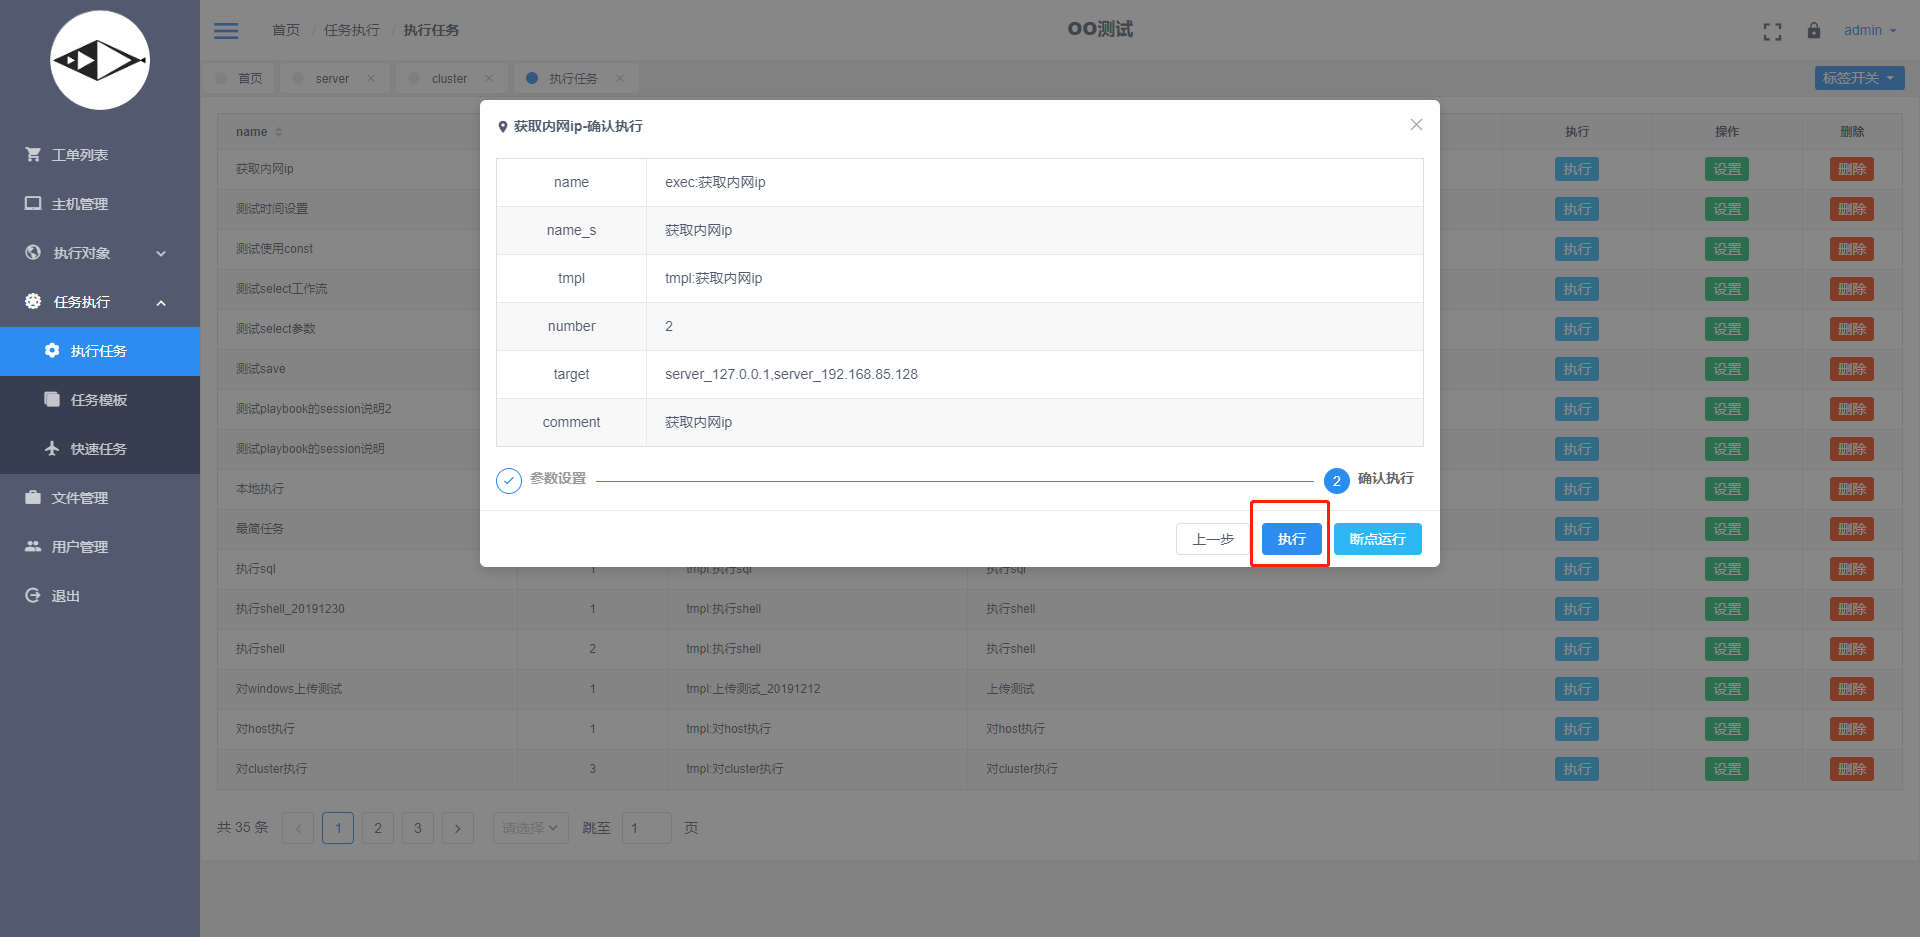 首页 / 任务执行 / 执行任务
OO测试
admin
首页
server
cluster
执行任务
标签开关
工单列表
主机管理
执行对象
任务执行
执行任务
任务模板
快速任务
文件管理
用户管理
退出
获取内网ip-确认执行
name exec:获取内网ip
name_s 获取内网ip
tmpl tmpl:获取内网ip
number 2
target server_127.0.0.1,server_192.168.85.128
comment 获取内网ip
参数设置
2 确认执行
上一步 执行 断点运行
name 执行 操作 删除
获取内网ip 执行 设置 删除
测试时间设置 执行 设置 删除
测试使用const 执行 设置 删除
测试select工作流 执行 设置 删除
测试select参数 执行 设置 删除
测试save 执行 设置 删除
测试playbook的session说明2 执行 设置 删除
测试playbook的session说明 执行 设置 删除
本地执行 执行 设置 删除
最简任务 执行 设置 删除
执行sql 1 tmpl:执行sql 执行sql 执行 设置 删除
执行shell_20191230 1 tmpl:执行shell 执行shell 执行 设置 删除
执行shell 2 tmpl:执行shell 执行shell 执行 设置 删除
对windows上传测试 1 tmpl:上传测试_20191212 上传测试 执行 设置 删除
对host执行 1 tmpl:对host执行 对host执行 执行 设置 删除
对cluster执行 3 tmpl:对cluster执行 对cluster执行 执行 设置 删除
共 35 条 1 2 3 请选择 跳至 1 页